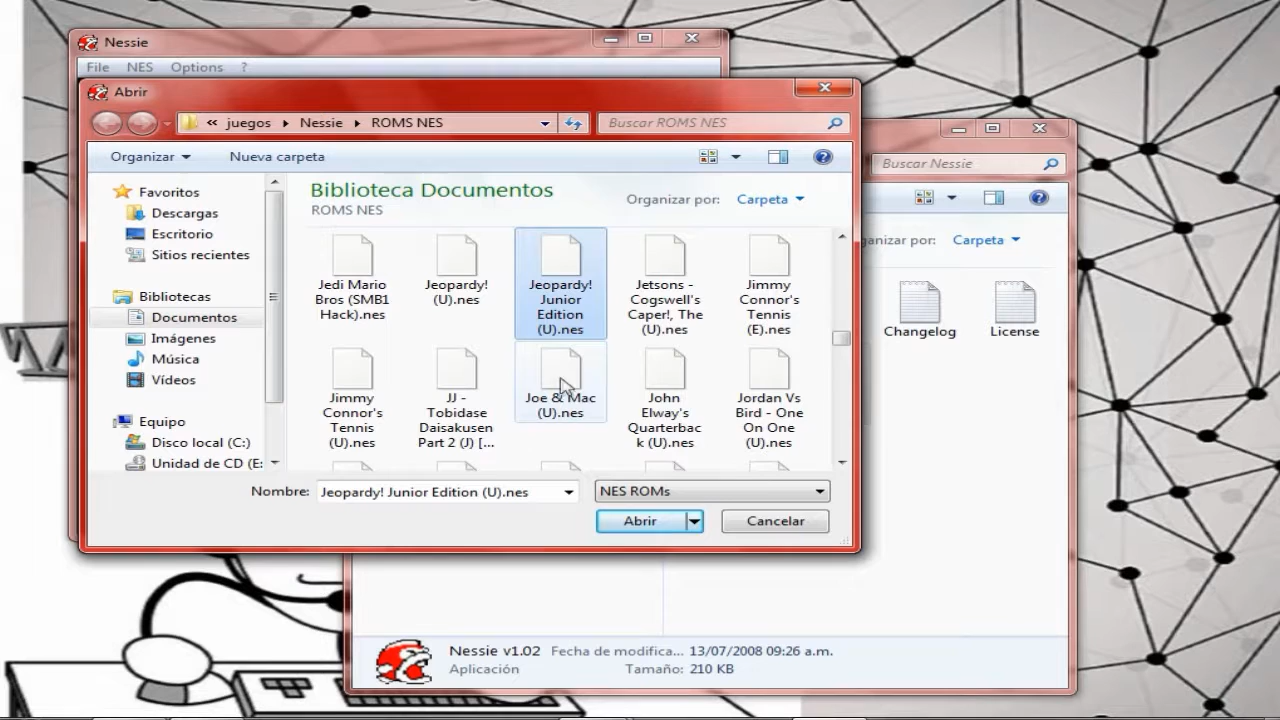 Nessie
File NES Options ?
Abrir
« juegos Nessie ROMS NES
Buscar ROMS NES
Organizar
Nueva carpeta
Buscar Nessie
Favoritos
Descargas
Escritorio
Sitios recientes
Bibliotecas
Documentos
Imágenes
Música
Vídeos
Equipo
Disco local (C:)
Unidad de CD (E:
Biblioteca Documentos
ROMS NES
Organizar por: Carpeta
Jedi Mario
Bros (SMB1
Hack).nes
Jeopardy!
(U).nes
Jeopardy!
Junior
Edition
(U).nes
Jetsons -
Cogswell's
Caper!, The
(U).nes
Jimmy
Connor's
Tennis
(E).nes
Jimmy
Connor's
Tennis
(U).nes
JJ -
Tobidase
Daisakusen
Part 2 (J) [...
Joe & Mac
(U).nes
John
Elway's
Quarterbac
k (U).nes
Jordan Vs
Bird - One
On One
(U).nes
Nombre: Jeopardy! Junior Edition (U).nes
NES ROMs
Abrir
Cancelar
ganizar por: Carpeta
Changelog
License
Nessie v1.02 Fecha de modifica... 13/07/2008 09:26 a.m.
Aplicación Tamaño: 210 KB